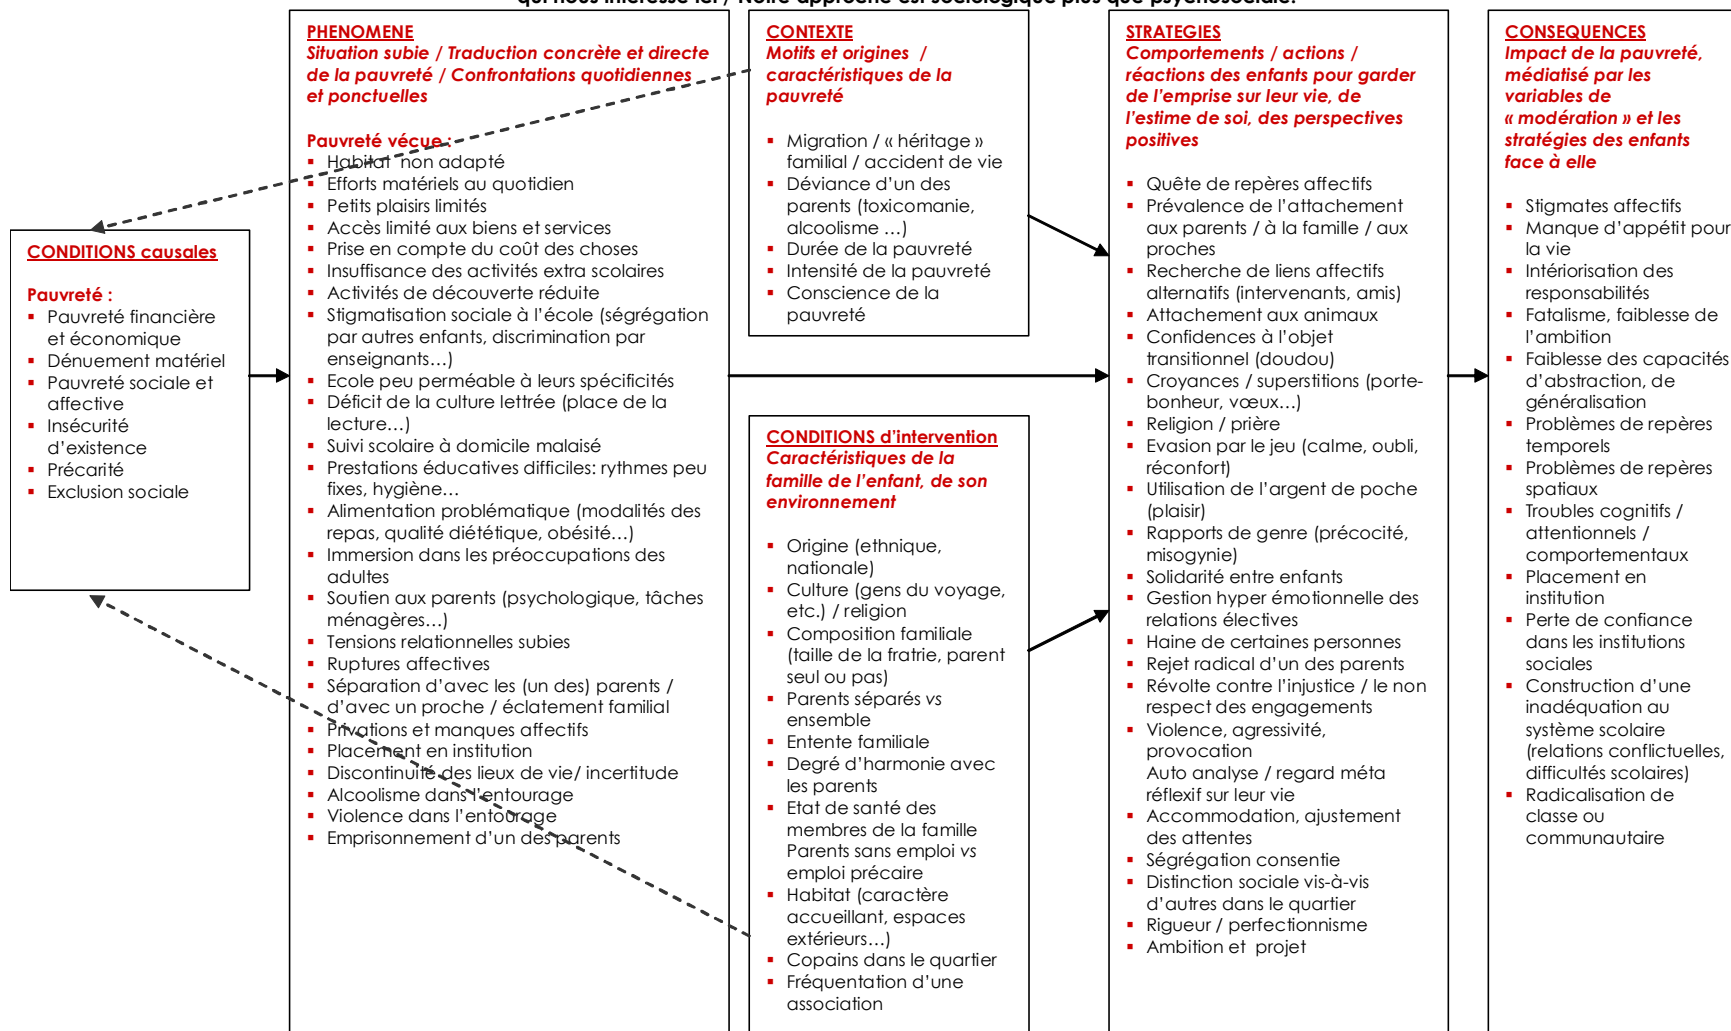 qui nous intéresse ici / Notre approche est sociologique plus que psychosociale.
CONDITIONS causales
Pauvreté :
▪ Pauvreté financière
et économique
▪ Dénuement matériel
▪ Pauvreté sociale et
affective
▪ Insécurité
d'existence
▪ Précarité
▪ Exclusion sociale
PHENOMENE
Situation subie / Traduction concrète et directe
de la pauvreté / Confrontations quotidiennes
et ponctuelles
Pauvreté vécue :
▪ Habitat non adapté
▪ Efforts matériels au quotidien
▪ Petits plaisirs limités
▪ Accès limité aux biens et services
▪ Prise en compte du coût des choses
▪ Insuffisance des activités extra scolaires
▪ Activités de découverte réduite
▪ Stigmatisation sociale à l'école (ségrégation
par autres enfants, discrimination par
enseignants…)
▪ Ecole peu perméable à leurs spécificités
▪ Déficit de la culture lettrée (place de la
lecture…)
▪ Suivi scolaire à domicile malaisé
▪ Prestations éducatives difficiles: rythmes peu
fixes, hygiène…
▪ Alimentation problématique (modalités des
repas, qualité diététique, obésité…)
▪ Immersion dans les préoccupations des
adultes
▪ Soutien aux parents (psychologique, tâches
ménagères…)
▪ Tensions relationnelles subies
▪ Ruptures affectives
▪ Séparation d'avec les (un des) parents /
d'avec un proche / éclatement familial
▪ Privations et manques affectifs
▪ Placement en institution
▪ Discontinuité des lieux de vie/ incertitude
▪ Alcoolisme dans l'entourage
▪ Violence dans l'entourage
▪ Emprisonnement d'un des parents
CONTEXTE
Motifs et origines /
caractéristiques de la
pauvreté
▪ Migration / « héritage »
familial / accident de vie
▪ Déviance d'un des
parents (toxicomanie,
alcoolisme …)
▪ Durée de la pauvreté
▪ Intensité de la pauvreté
▪ Conscience de la
pauvreté
CONDITIONS d'intervention
Caractéristiques de la
famille de l'enfant, de son
environnement
▪ Origine (ethnique,
nationale)
▪ Culture (gens du voyage,
etc.) / religion
▪ Composition familiale
(taille de la fratrie, parent
seul ou pas)
▪ Parents séparés vs
ensemble
▪ Entente familiale
▪ Degré d'harmonie avec
les parents
▪ Etat de santé des
membres de la famille
Parents sans emploi vs
emploi précaire
▪ Habitat (caractère
accueillant, espaces
extérieurs…)
▪ Copains dans le quartier
▪ Fréquentation d'une
association
STRATEGIES
Comportements / actions /
réactions des enfants pour garder
de l'emprise sur leur vie, de
l'estime de soi, des perspectives
positives
▪ Quête de repères affectifs
▪ Prévalence de l'attachement
aux parents / à la famille / aux
proches
▪ Recherche de liens affectifs
alternatifs (intervenants, amis)
▪ Attachement aux animaux
▪ Confidences à l'objet
transitionnel (doudou)
▪ Croyances / superstitions (porte-
bonheur, vœux…)
▪ Religion / prière
▪ Evasion par le jeu (calme, oubli,
réconfort)
▪ Utilisation de l'argent de poche
(plaisir)
▪ Rapports de genre (précocité,
misogynie)
▪ Solidarité entre enfants
▪ Gestion hyper émotionnelle des
relations électives
▪ Haine de certaines personnes
▪ Rejet radical d'un des parents
▪ Révolte contre l'injustice / le non
respect des engagements
▪ Violence, agressivité,
provocation
Auto analyse / regard méta
réflexif sur leur vie
▪ Accommodation, ajustement
des attentes
▪ Ségrégation consentie
▪ Distinction sociale vis-à-vis
d'autres dans le quartier
▪ Rigueur / perfectionnisme
▪ Ambition et projet
CONSEQUENCES
Impact de la pauvreté,
médiatisé par les
variables de
« modération » et les
stratégies des enfants
face à elle
▪ Stigmates affectifs
▪ Manque d'appétit pour
la vie
▪ Intériorisation des
responsabilités
▪ Fatalisme, faiblesse de
l'ambition
▪ Faiblesse des capacités
d'abstraction, de
généralisation
▪ Problèmes de repères
temporels
▪ Problèmes de repères
spatiaux
▪ Troubles cognitifs /
attentionnels /
comportementaux
▪ Placement en
institution
▪ Perte de confiance
dans les institutions
sociales
▪ Construction d'une
inadéquation au
système scolaire
(relations conflictuelles,
difficultés scolaires)
▪ Radicalisation de
classe ou
communautaire